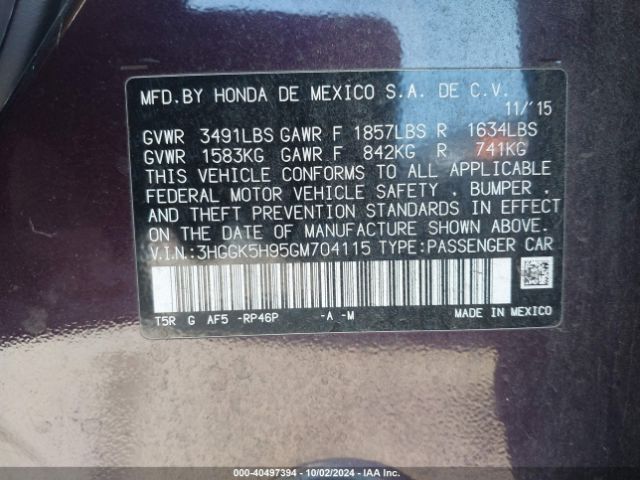 MFD.BY HONDA DE MEXICO S.A. DE C.V.
11/'15
GVWR 3491LBS GAWR F 1857LBS R 1634LBS
GVWR 1583KG GAWR F 842KG R 741KG
THIS VEHICLE CONFORMS TO ALL APPLICABLE
FEDERAL MOTOR VEHICLE SAFETY . BUMPER .
AND THEFT PREVENTION STANDARDS IN EFFECT
ON THE DATE OF MANUFACTURE SHOWN ABOVE.
V.I.N.:3HGGK5H95GM704115 TYPE:PASSENGER CAR
T5R G AF5 -RP46P -A -M MADE IN MEXICO
000-40497394 - 10/02/2024 - IAA Inc.